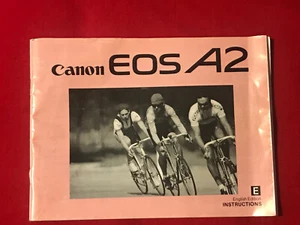 Canon EOS A2
E
English Edition
INSTRUCTIONS